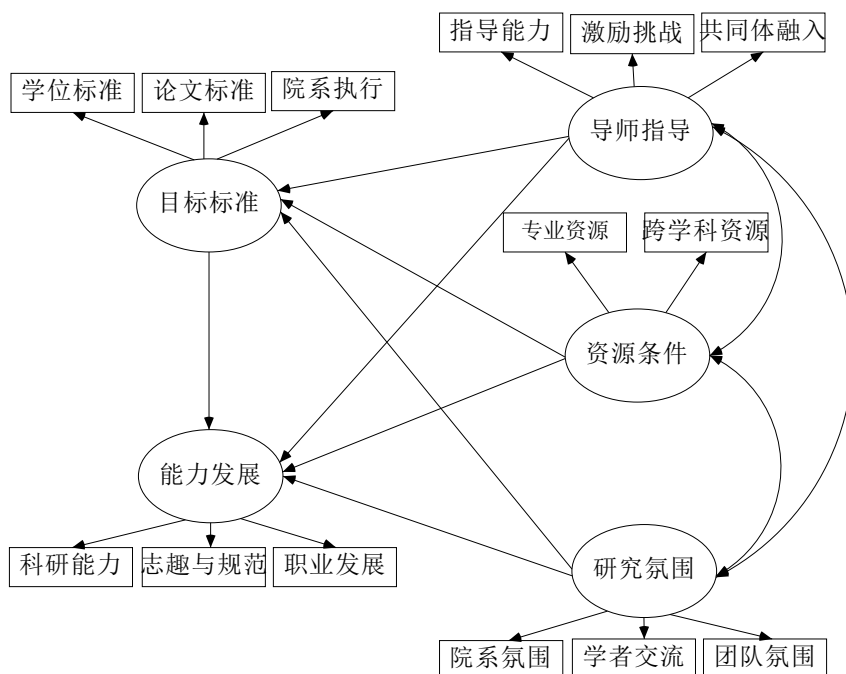 指导能力
激励挑战
共同体融入
学位标准
论文标准
院系执行
导师指导
目标标准
专业资源
跨学科资源
资源条件
能力发展
科研能力
志趣与规范
职业发展
研究氛围
院系氛围
学者交流
团队氛围